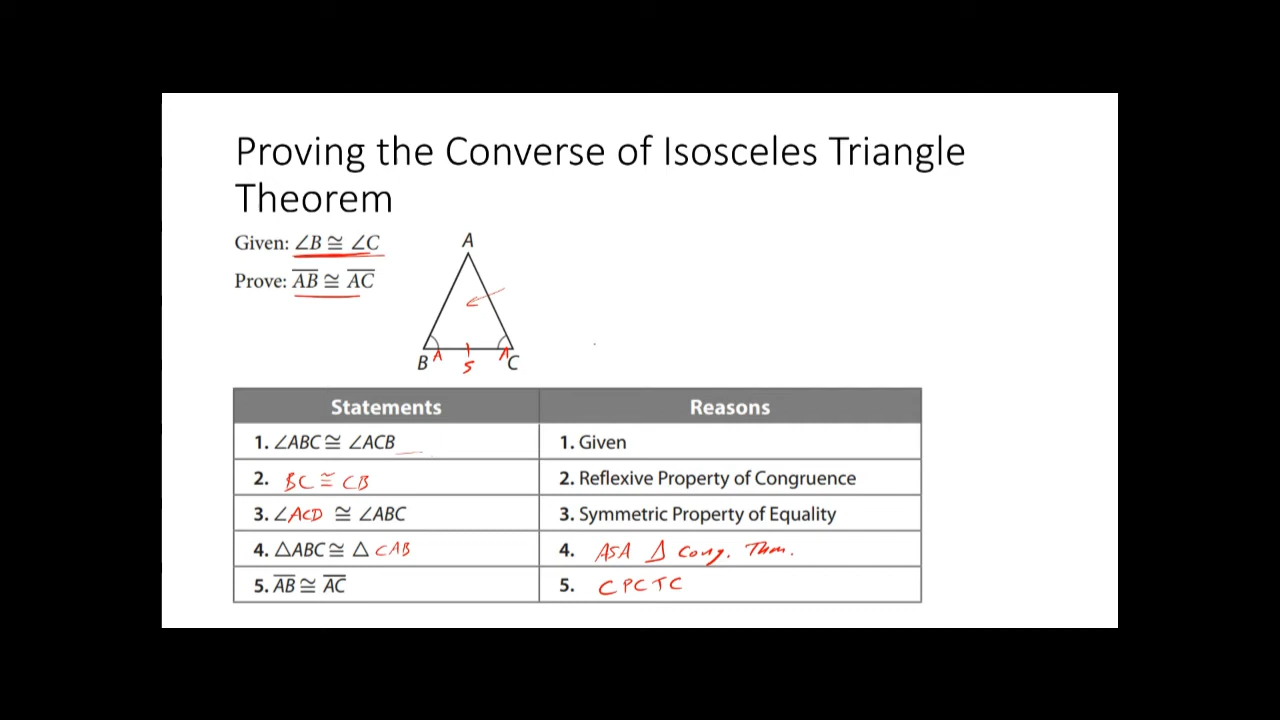 Proving the Converse of Isosceles Triangle
Theorem
Given: ∠B ≅ ∠C
Prove: AB ≅ AC
A
B A S A C
Statements Reasons
1. ∠ABC ≅ ∠ACB 1. Given
2. BC ≅ CB 2. Reflexive Property of Congruence
3. ∠ACD ≅ ∠ABC 3. Symmetric Property of Equality
4. △ABC ≅ △CAB 4. ASA △ Cong. Thm.
5. AB ≅ AC 5. CPCTC